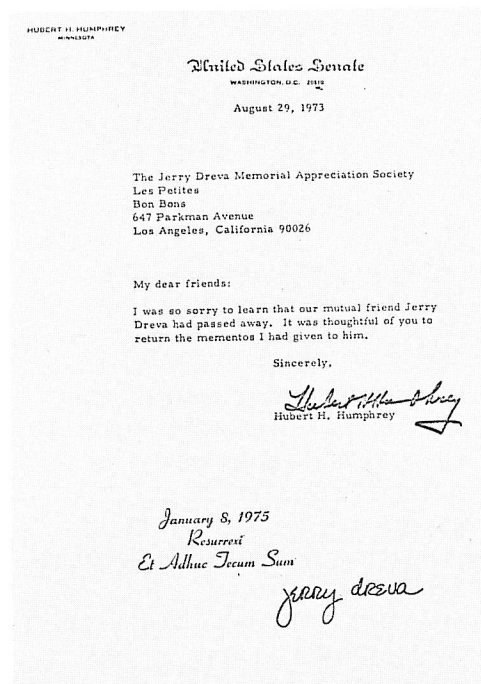 HUBERT H. HUMPHREY
MINNESOTA
United States Senate
WASHINGTON, D.C. 20510
August 29, 1973
The Jerry Dreva Memorial Appreciation Society
Les Petites
Bon Bons
647 Parkman Avenue
Los Angeles, California 90026
My dear friends:
I was so sorry to learn that our mutual friend Jerry
Dreva had passed away. It was thoughtful of you to
return the mementos I had given to him.
Sincerely,
Hubert H. Humphrey
Hubert H. Humphrey
January 8, 1975
Resurrexi
Et Adhuc Tecum Sum
JERRY dREVA